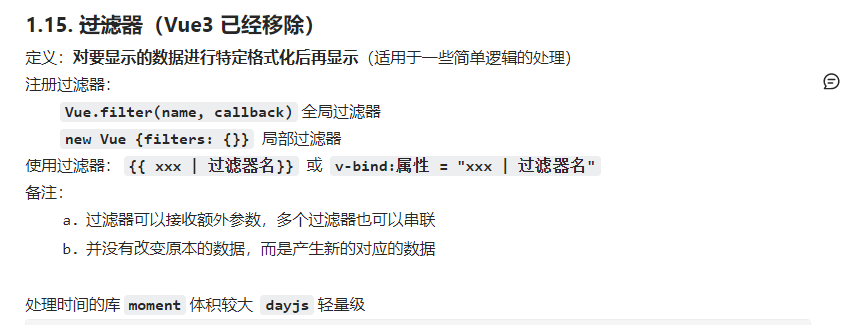 1.15. 过滤器（Vue3 已经移除）
定义：对要显示的数据进行特定格式化后再显示（适用于一些简单逻辑的处理）
注册过滤器：
Vue.filter(name, callback) 全局过滤器
new Vue {filters: {}} 局部过滤器
使用过滤器： {{ xxx | 过滤器名}} 或 v-bind:属性 = "xxx | 过滤器名"
备注：
a. 过滤器可以接收额外参数，多个过滤器也可以串联
b. 并没有改变原本的数据，而是产生新的对应的数据
处理时间的库 moment 体积较大 dayjs 轻量级